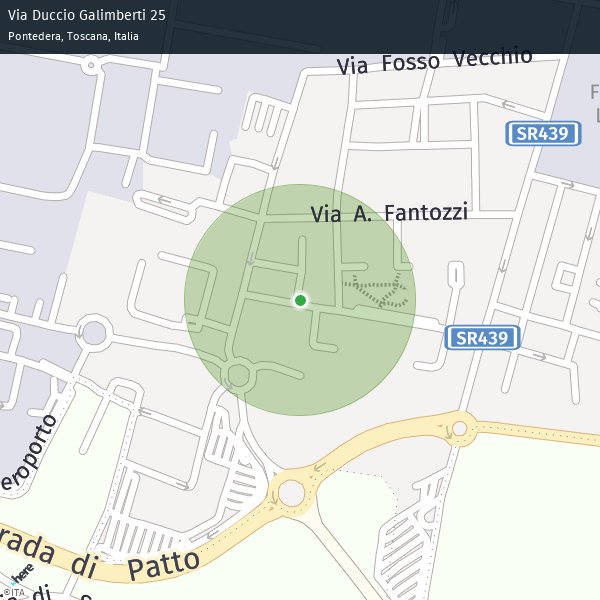 Via Duccio Galimberti 25
Pontedera, Toscana, Italia
Via Fosso Vecchio
F
L
SR439
Via A. Fantozzi
SR439
eroporto
rada di Patto
here
di
©ITA